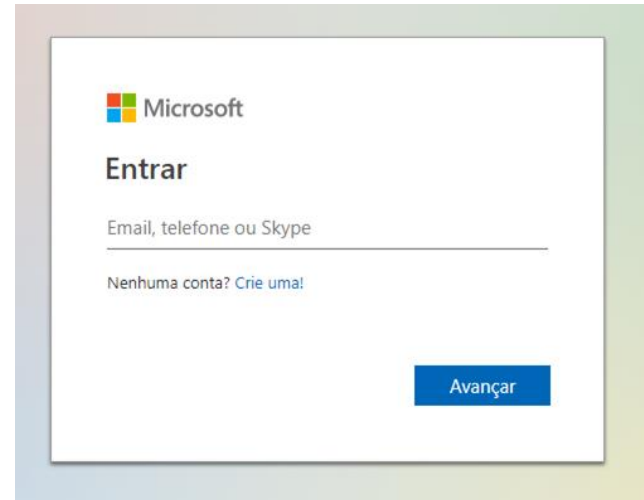 Microsoft
Entrar
Email, telefone ou Skype
Nenhuma conta? Crie uma!
Avançar